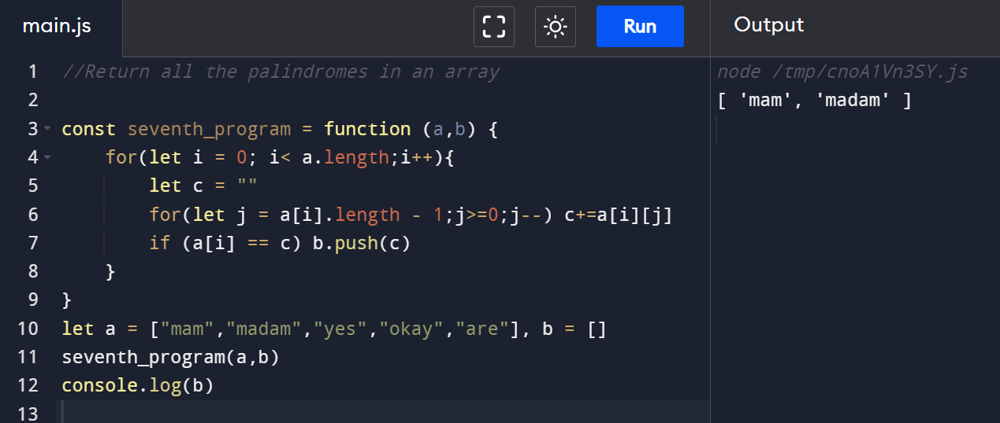 main.js
Run
Output
1 //Return all the palindromes in an array
2
3 const seventh_program = function (a,b) {
4     for(let i = 0; i< a.length;i++){
5         let c = ""
6         for(let j = a[i].length - 1;j>=0;j--) c+=a[i][j]
7         if (a[i] == c) b.push(c)
8     }
9 }
10 let a = ["mam","madam","yes","okay","are"], b = []
11 seventh_program(a,b)
12 console.log(b)
13
node /tmp/cnoA1Vn3SY.js
[ 'mam', 'madam' ]